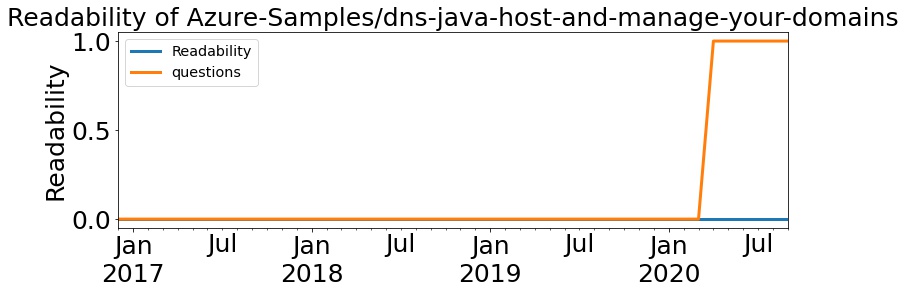 Readability of Azure-Samples/dns-java-host-and-manage-your-domains
Readability
questions
Readability
1.0
0.5
0.0
Jan Jul Jan Jul Jan Jul Jan Jul
2017 2018 2019 2020